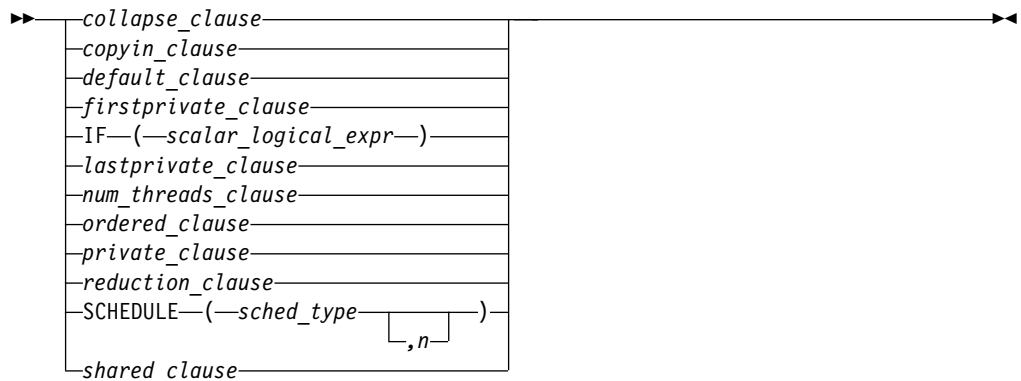 collapse_clause
copyin_clause
default_clause
firstprivate_clause
IF ( scalar_logical_expr )
lastprivate_clause
num_threads_clause
ordered_clause
private_clause
reduction_clause
SCHEDULE ( sched_type )
,n
shared clause